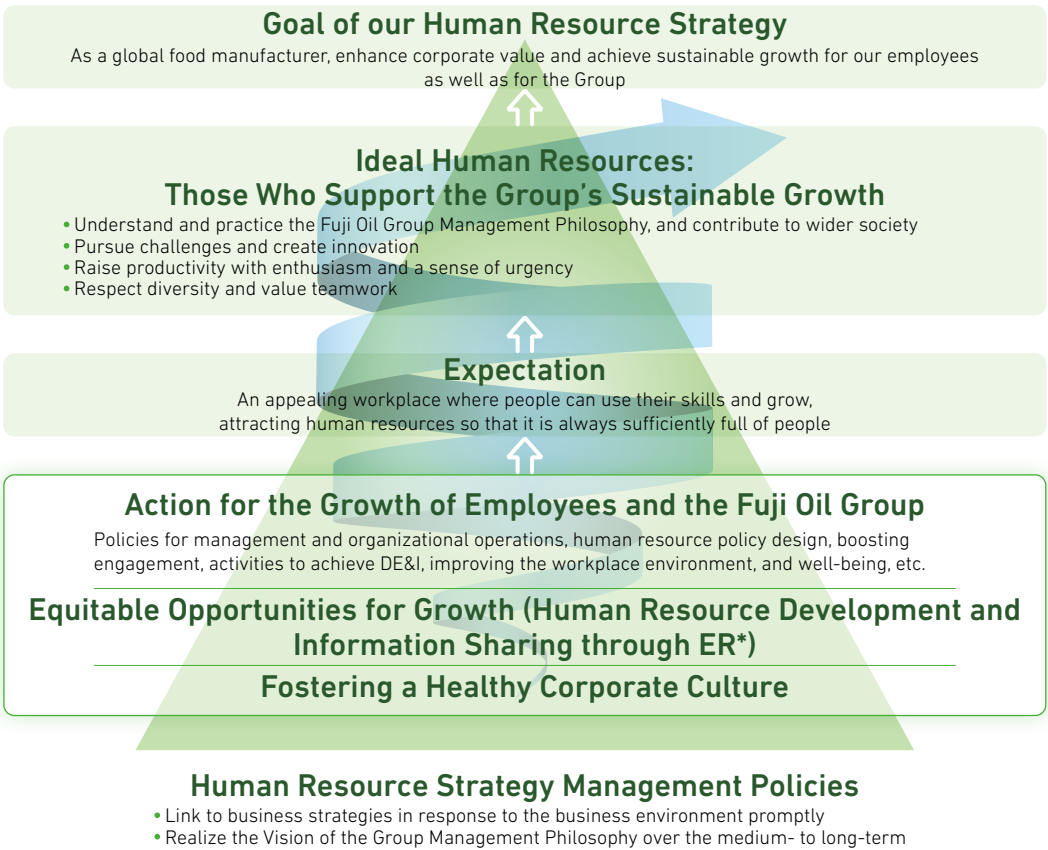 Goal of our Human Resource Strategy
As a global food manufacturer, enhance corporate value and achieve sustainable growth for our employees
as well as for the Group
Ideal Human Resources:
Those Who Support the Group's Sustainable Growth
• Understand and practice the Fuji Oil Group Management Philosophy, and contribute to wider society
• Pursue challenges and create innovation
• Raise productivity with enthusiasm and a sense of urgency
• Respect diversity and value teamwork
Expectation
An appealing workplace where people can use their skills and grow,
attracting human resources so that it is always sufficiently full of people
Action for the Growth of Employees and the Fuji Oil Group
Policies for management and organizational operations, human resource policy design, boosting
engagement, activities to achieve DE&I, improving the workplace environment, and well-being, etc.
Equitable Opportunities for Growth (Human Resource Development and
Information Sharing through ER*)
Fostering a Healthy Corporate Culture
Human Resource Strategy Management Policies
• Link to business strategies in response to the business environment promptly
• Realize the Vision of the Group Management Philosophy over the medium- to long-term